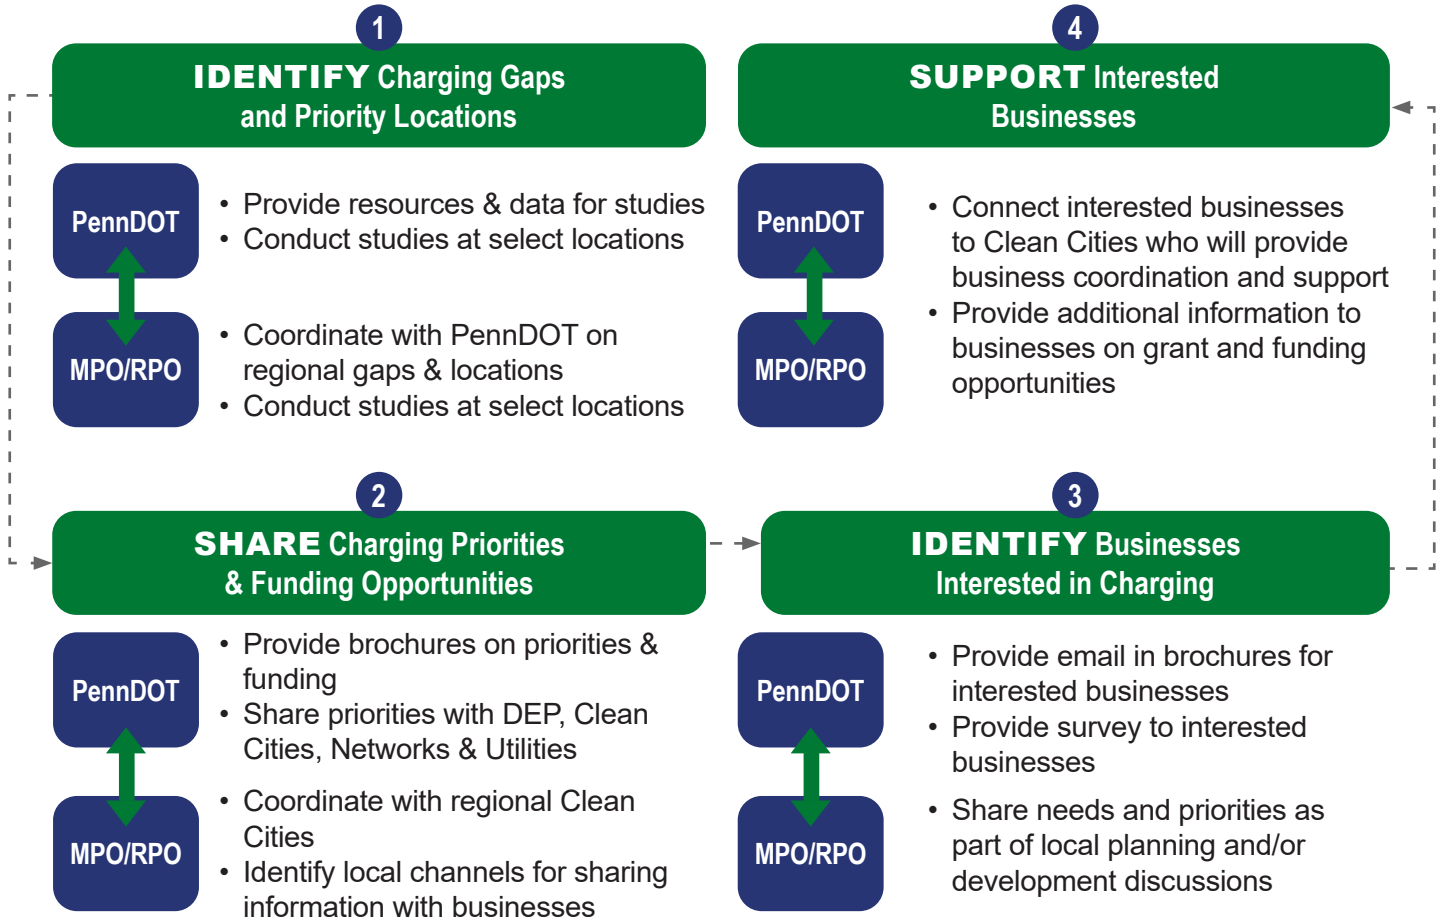 1
IDENTIFY Charging Gaps
and Priority Locations
PennDOT
• Provide resources & data for studies
• Conduct studies at select locations
MPO/RPO
• Coordinate with PennDOT on
regional gaps & locations
• Conduct studies at select locations
2
SHARE Charging Priorities
& Funding Opportunities
PennDOT
• Provide brochures on priorities &
funding
• Share priorities with DEP, Clean
Cities, Networks & Utilities
MPO/RPO
• Coordinate with regional Clean
Cities
• Identify local channels for sharing
information with businesses
3
IDENTIFY Businesses
Interested in Charging
PennDOT
• Provide email in brochures for
interested businesses
• Provide survey to interested
businesses
MPO/RPO
• Share needs and priorities as
part of local planning and/or
development discussions
4
SUPPORT Interested
Businesses
PennDOT
MPO/RPO
• Connect interested businesses
to Clean Cities who will provide
business coordination and support
• Provide additional information to
businesses on grant and funding
opportunities